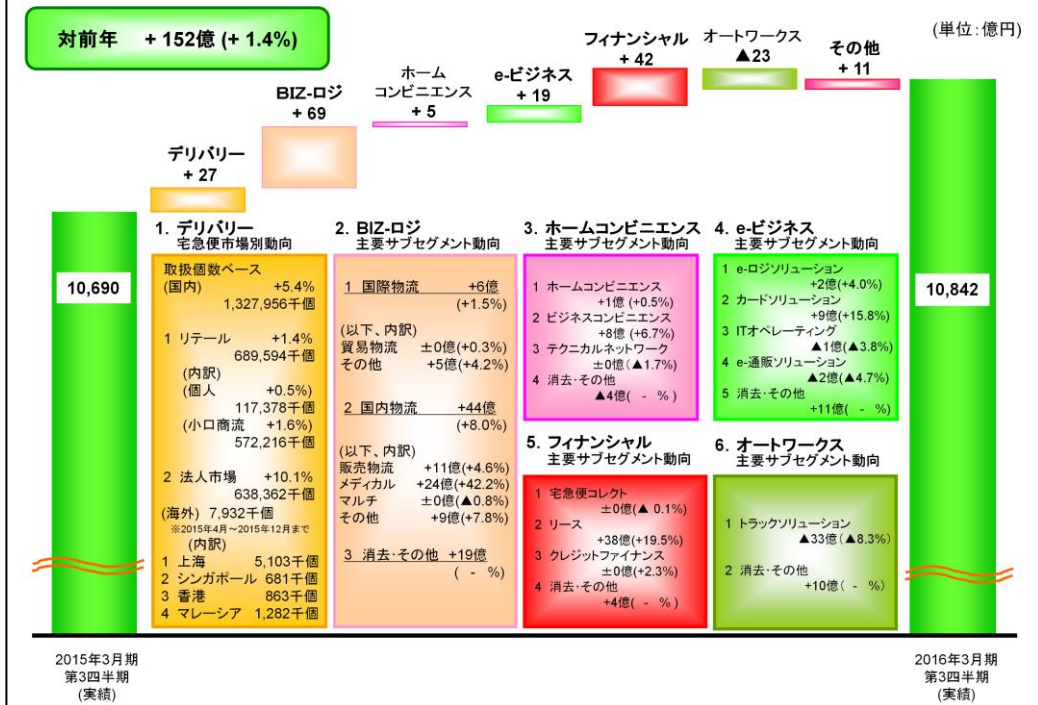 対前年 + 152億 (+ 1.4%)
(単位:億円)
デリバリー
+ 27
BIZ-ロジ
+ 69
ホーム
コンビニエンス
+ 5
e-ビジネス
+ 19
フィナンシャル
+ 42
オートワークス
▲23
その他
+ 11
10,690
10,842
1. デリバリー
宅急便市場別動向
取扱個数ベース
(国内) +5.4%
1,327,956千個
1 リテール +1.4%
689,594千個
(内訳)
(個人 +0.5%)
117,378千個
(小口商流 +1.6%)
572,216千個
2 法人市場 +10.1%
638,362千個
(海外) 7,932千個
※2015年4月~2015年12月まで
(内訳)
1 上海 5,103千個
2 シンガポール 681千個
3 香港 863千個
4 マレーシア 1,282千個
2. BIZ-ロジ
主要サブセグメント動向
1 国際物流 +6億
(+1.5%)
(以下、内訳)
貿易物流 ±0億(+0.3%)
その他 +5億(+4.2%)
2 国内物流 +44億
(+8.0%)
(以下、内訳)
販売物流 +11億(+4.6%)
メディカル +24億(+42.2%)
マルチ ±0億(▲0.8%)
その他 +9億(+7.8%)
3 消去・その他 +19億
( - %)
3. ホームコンビニエンス
主要サブセグメント動向
1 ホームコンビニエンス
+1億 (+0.5%)
2 ビジネスコンビニエンス
+8億 (+6.7%)
3 テクニカルネットワーク
±0億(▲1.7%)
4 消去・その他
▲4億( - % )
4. e-ビジネス
主要サブセグメント動向
1 e-ロジソリューション
+2億(+4.0%)
2 カードソリューション
+9億(+15.8%)
3 ITオペレーティング
▲1億(▲3.8%)
4 e-通販ソリューション
▲2億(▲4.7%)
5 消去・その他
+11億( - %)
5. フィナンシャル
主要サブセグメント動向
1 宅急便コレクト
±0億(▲ 0.1%)
2 リース
+38億(+19.5%)
3 クレジットファイナンス
±0億(+2.3%)
4 消去・その他
+4億( - % )
6. オートワークス
主要サブセグメント動向
1 トラックソリューション
▲33億(▲8.3%)
2 消去・その他
+10億( - %)
2015年3月期
第3四半期
(実績)
2016年3月期
第3四半期
(実績)